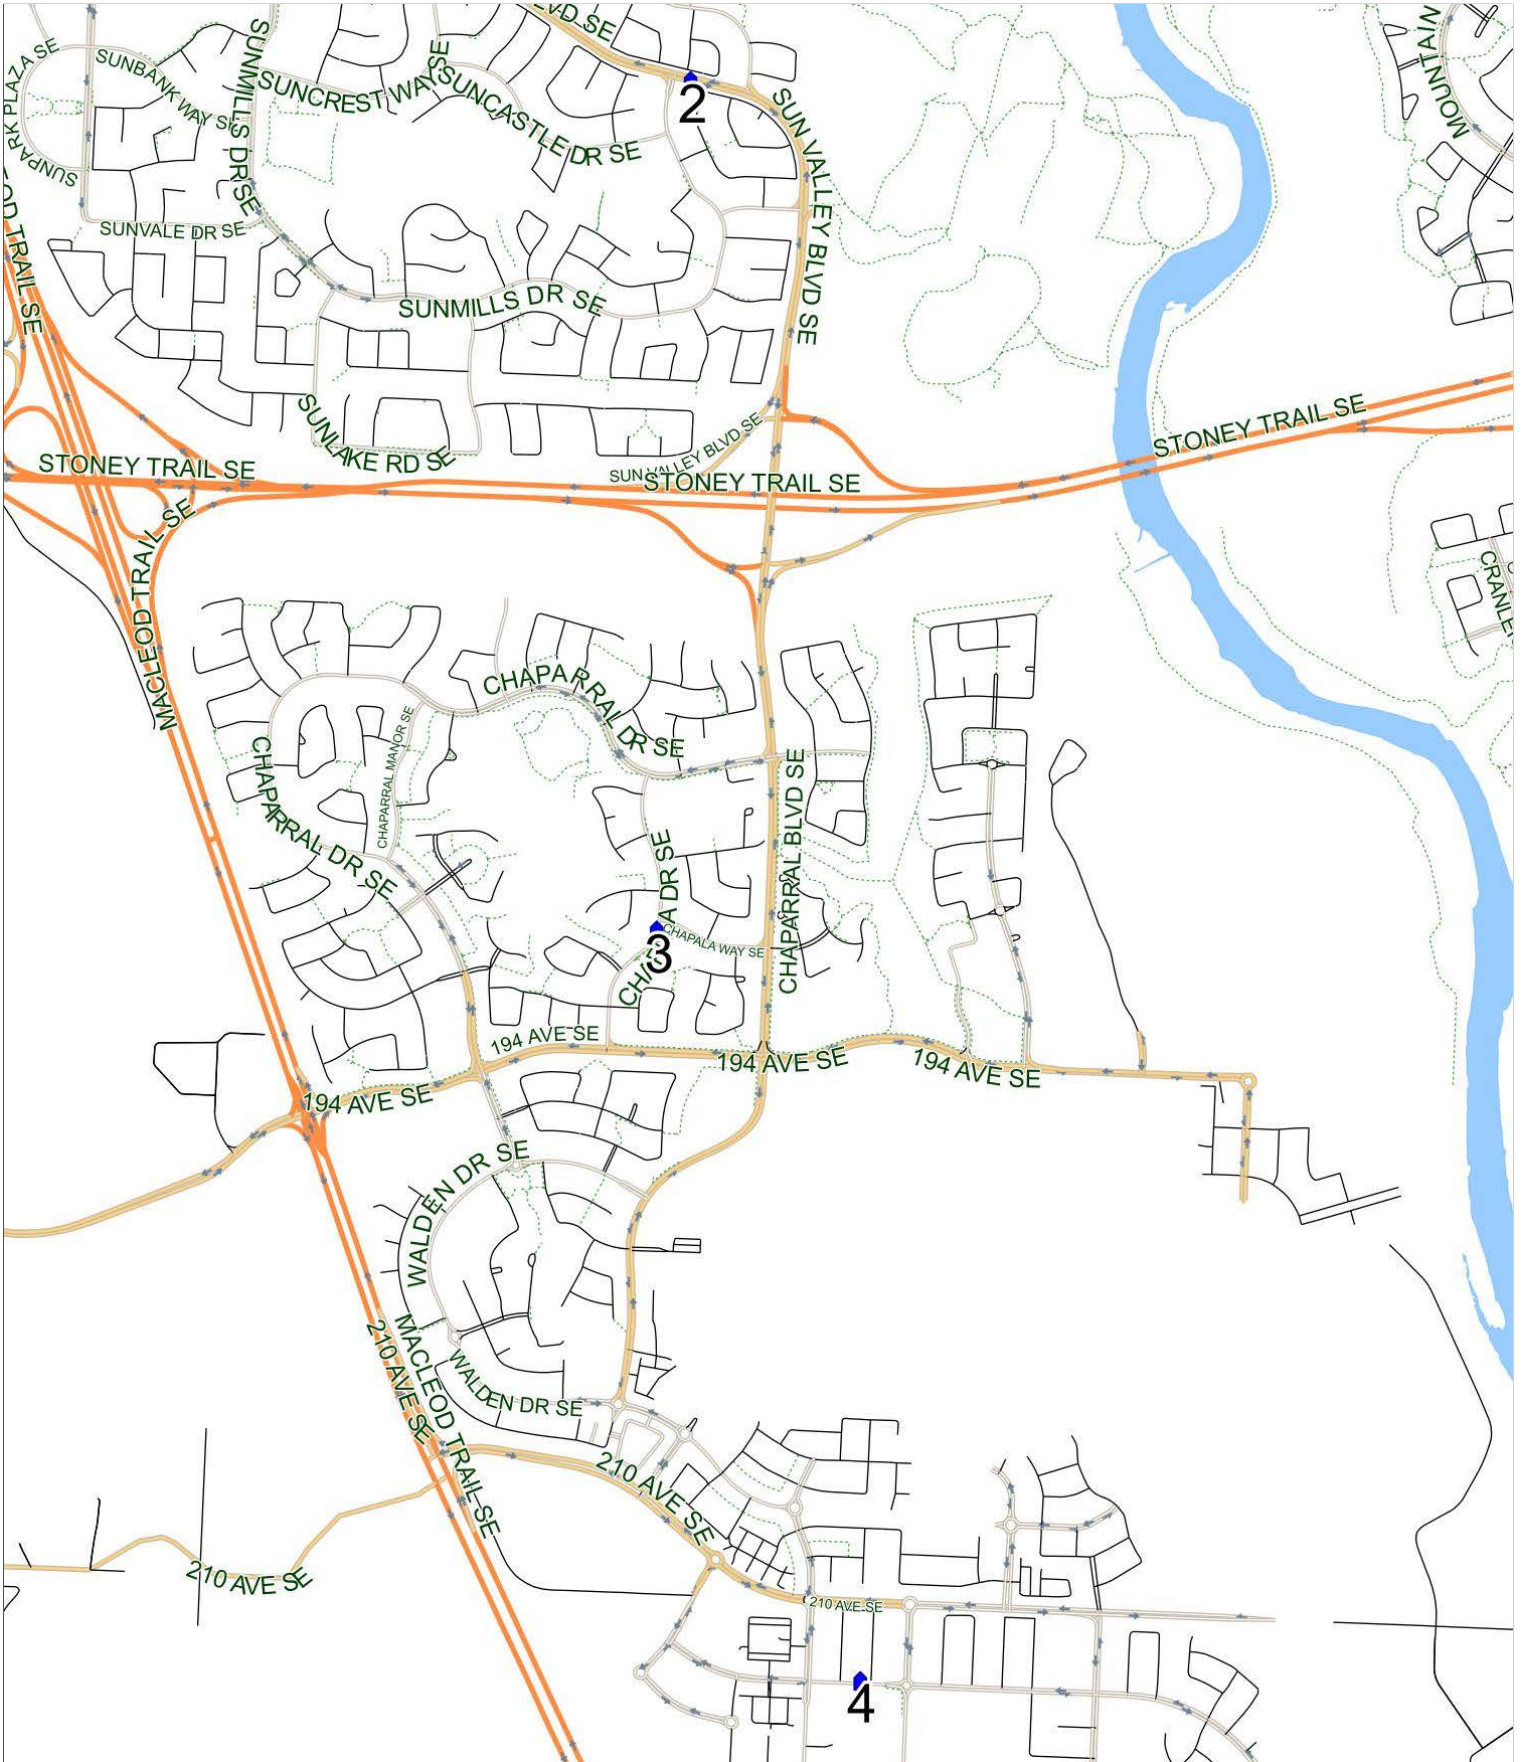 LVD SE
SUNPARK PLAZA SE
SUNBANK WAY SE
SUNMILLS DR SE
SUNCREST WAY SE
SUNCASTLE DR SE
2
SUN VALLEY BLVD SE
MOUNTAIN
SUNVALE DR SE
OD TRAIL SE
SUNMILLS DR SE
SUNLAKE RD SE
SUN VALLEY BLVD SE
STONEY TRAIL SE
STONEY TRAIL SE
STONEY TRAIL SE
MACLEOD TRAIL SE
CRANLE
CHAPARRAL DR SE
CHAPARRAL MANOR SE
CHAPARRAL DR SE
CHAPARRAL BLVD SE
A DR SE
CHAPALA WAY SE
3
CHA
194 AVE SE
194 AVE SE
194 AVE SE
194 AVE SE
WALDEN DR SE
MACLEOD TRAIL SE
210 AVE SE
WALDEN DR SE
210 AVE SE
210 AVE SE
210 AVE SE
4